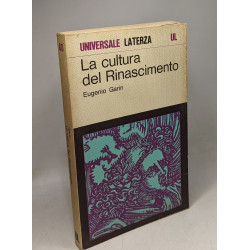 UNIVERSALE LATERZA UL
La cultura
del Rinascimento
Eugenio Garin